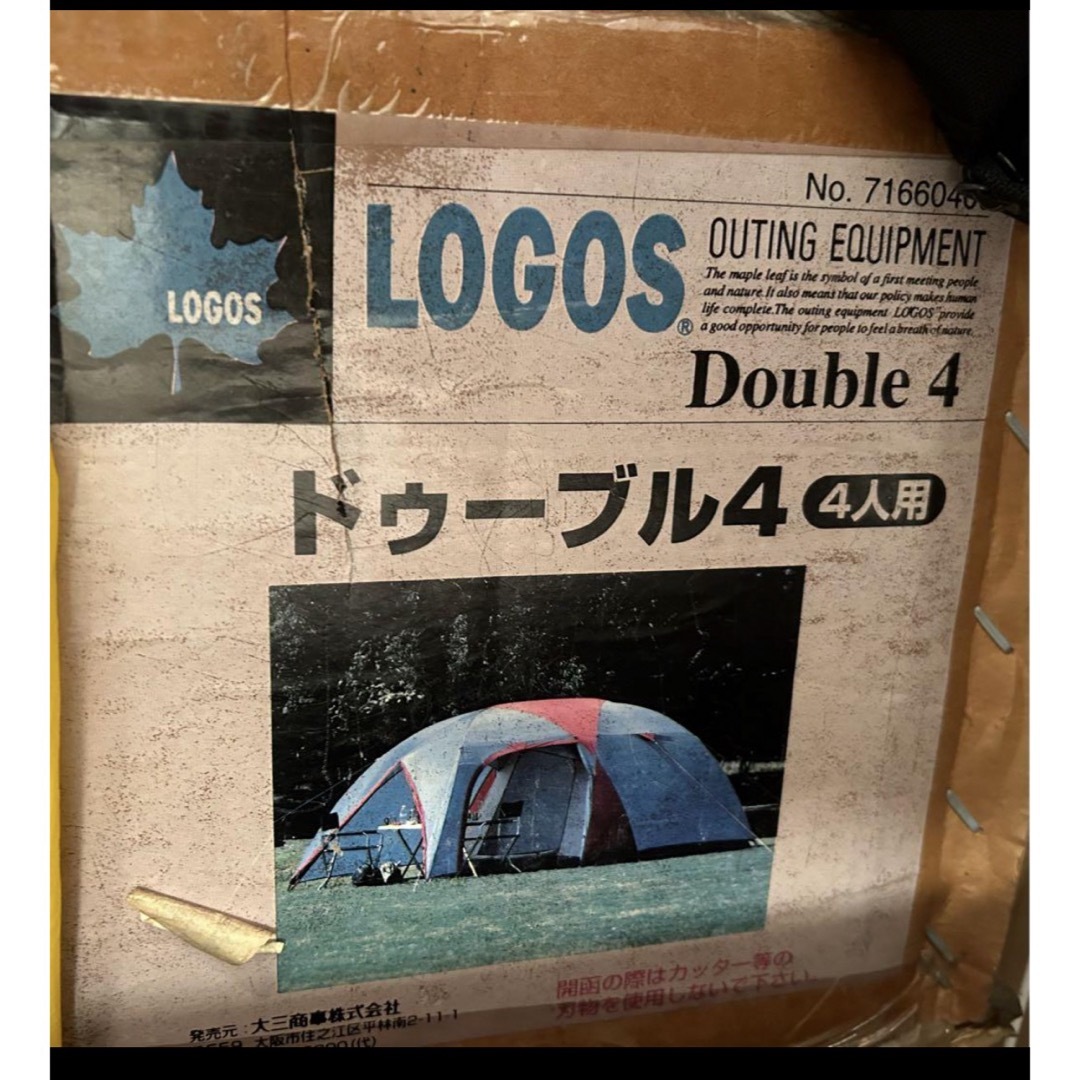 No. 716604
LOGOS
LOGOS®
OUTING EQUIPMENT
The maple leaf is the symbol of a first meeting people
and nature. It also means that our policy makes human
life complete. The outing equipment LOGOS provide
a good opportunity for people to feel a breath of nature.
Double 4
ドゥーブル4 4人用
開函の際はカッター等の
刃物を使用しないで下さい。
発売元:大三商事株式会社
大阪市住之江区平林南2-11-1
(代)